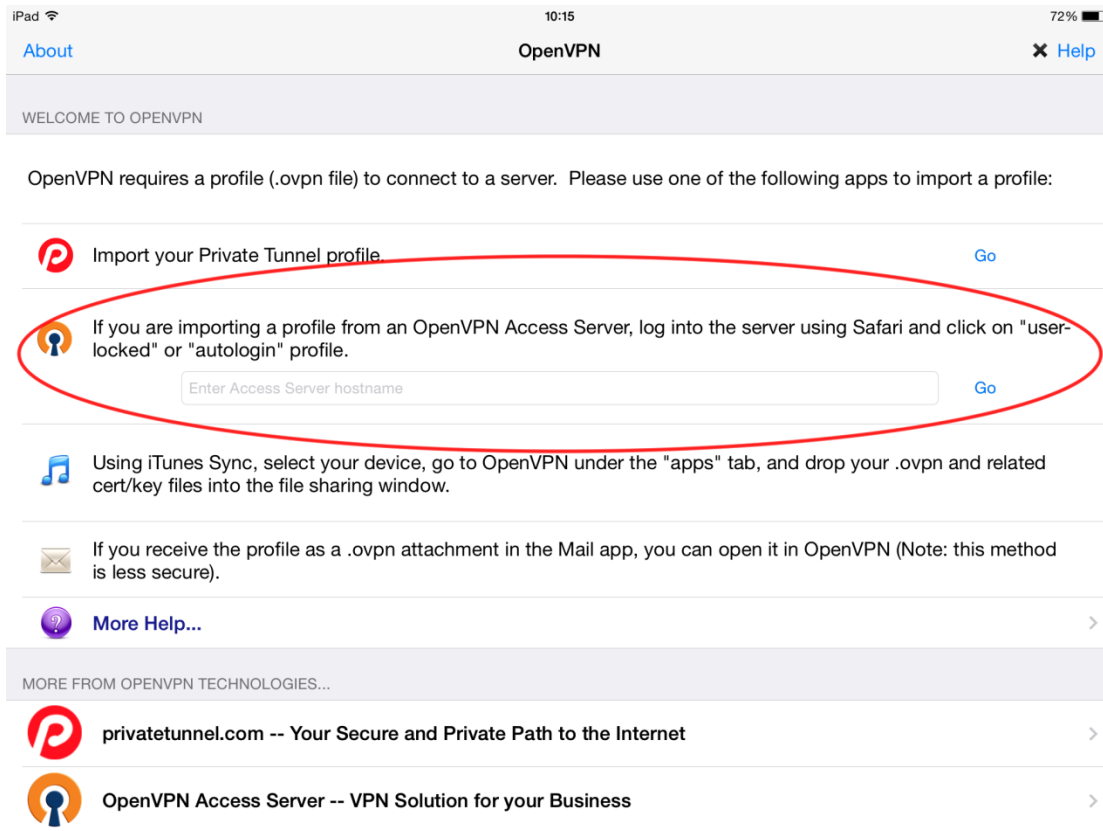 iPad 10:15 72%
About OpenVPN Help
WELCOME TO OPENVPN
OpenVPN requires a profile (.ovpn file) to connect to a server. Please use one of the following apps to import a profile:
Import your Private Tunnel profile. Go
If you are importing a profile from an OpenVPN Access Server, log into the server using Safari and click on "user-
locked" or "autologin" profile.
Enter Access Server hostname Go
Using iTunes Sync, select your device, go to OpenVPN under the "apps" tab, and drop your .ovpn and related
cert/key files into the file sharing window.
If you receive the profile as a .ovpn attachment in the Mail app, you can open it in OpenVPN (Note: this method
is less secure).
More Help...
MORE FROM OPENVPN TECHNOLOGIES...
privatetunnel.com -- Your Secure and Private Path to the Internet
OpenVPN Access Server -- VPN Solution for your Business